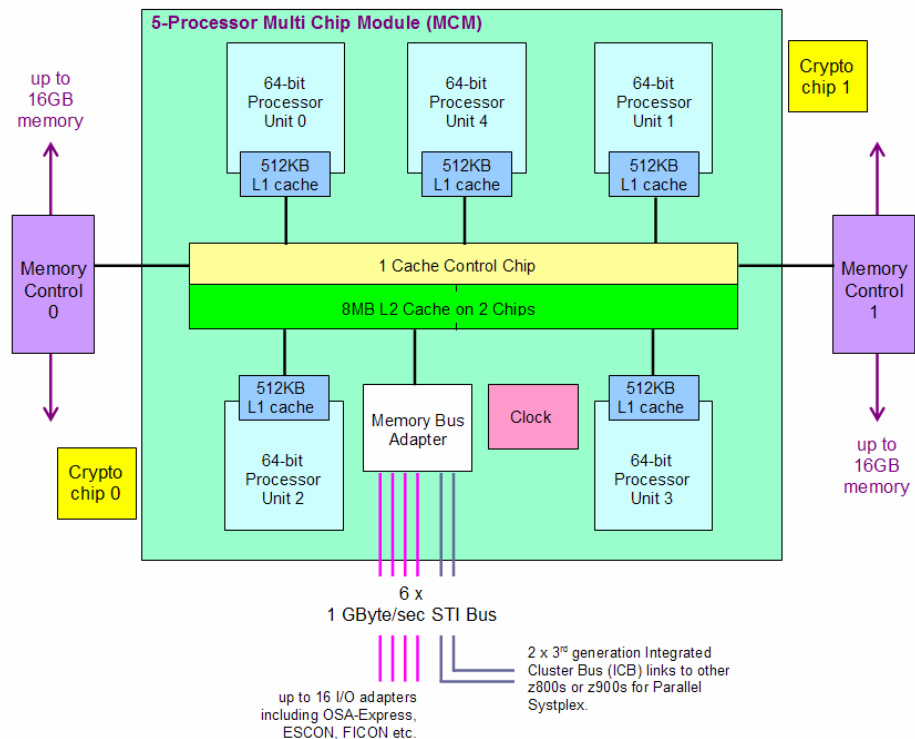 5-Processor Multi Chip Module (MCM)
up to
16GB
memory
64-bit
Processor
Unit 0
512KB
L1 cache
64-bit
Processor
Unit 4
512KB
L1 cache
64-bit
Processor
Unit 1
512KB
L1 cache
Crypto
chip 1
Memory
Control
0
1 Cache Control Chip
8MB L2 Cache on 2 Chips
Memory
Control
1
512KB
L1 cache
64-bit
Processor
Unit 2
Memory Bus
Adapter
Clock
512KB
L1 cache
64-bit
Processor
Unit 3
Crypto
chip 0
up to
16GB
memory
6 x
1 GByte/sec STI Bus
up to 16 I/O adapters
including OSA-Express,
ESCON, FICON etc.
2 x 3rd generation Integrated
Cluster Bus (ICB) links to other
z800s or z900s for Parallel
Systplex.